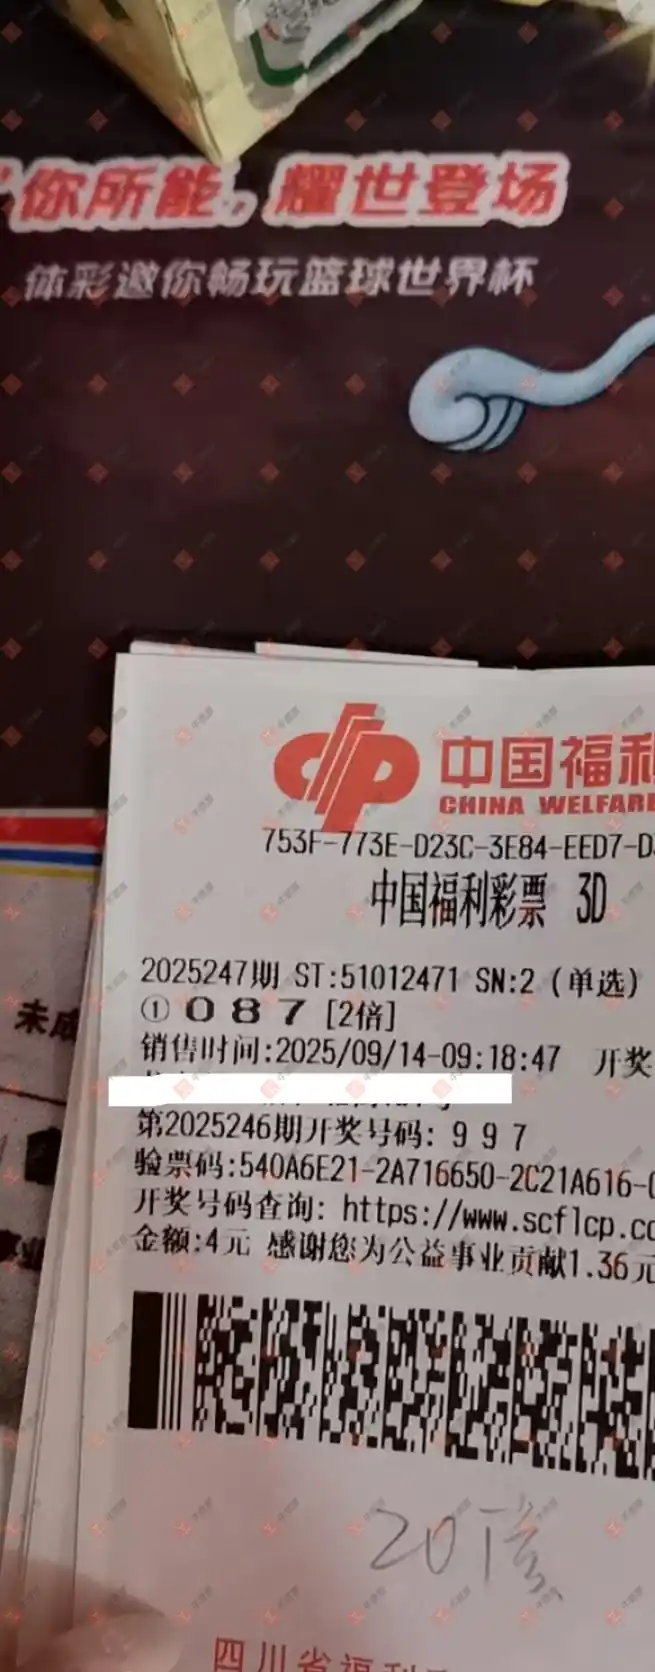 你所能，耀世登场
体彩邀你畅玩篮球世界杯
中国福利
CHINA WELFARE
753F-773E-D23C-3E84-EED7-D
中国福利彩票 3D
2025247期 ST:51012471 SN:2 (单选)
① 0 8 7 [2倍]
销售时间:2025/09/14-09:18:47 开奖
第2025246期开奖号码: 9 9 7
验票码:540A6E21-2A716650-2C21A616-
开奖号码查询: https://www.scflcp.co
金额:4元 感谢您为公益事业贡献1.36元
未成
20倍
四川省福利